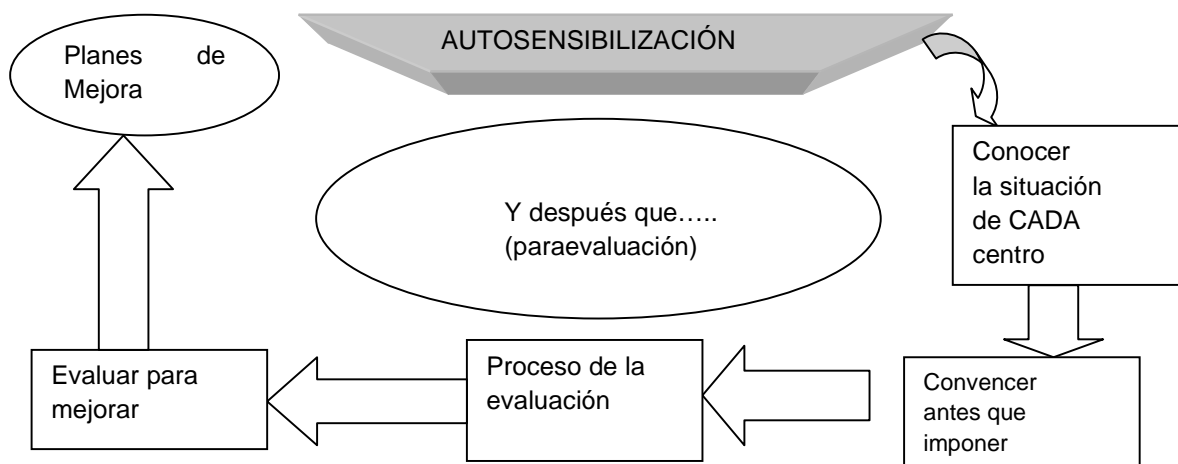 AUTOSENSIBILIZACIÓN
Planes de
Mejora
Conocer
la situación
de CADA
centro
Y después que…..
(paraevaluación)
Convencer
antes que
imponer
Proceso de la
evaluación
Evaluar para
mejorar